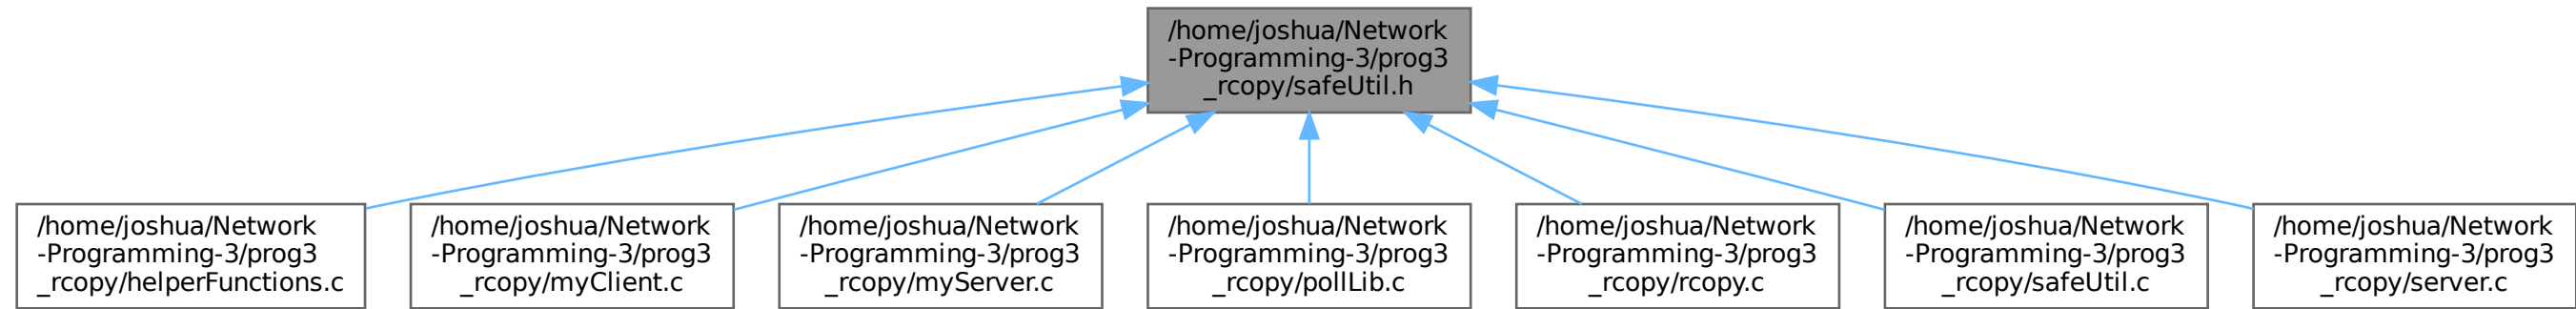 /home/joshua/Network
-Programming-3/prog3
_rcopy/safeUtil.h
/home/joshua/Network
-Programming-3/prog3
_rcopy/helperFunctions.c
/home/joshua/Network
-Programming-3/prog3
_rcopy/myClient.c
/home/joshua/Network
-Programming-3/prog3
_rcopy/myServer.c
/home/joshua/Network
-Programming-3/prog3
_rcopy/pollLib.c
/home/joshua/Network
-Programming-3/prog3
_rcopy/rcopy.c
/home/joshua/Network
-Programming-3/prog3
_rcopy/safeUtil.c
/home/joshua/Network
-Programming-3/prog3
_rcopy/server.c